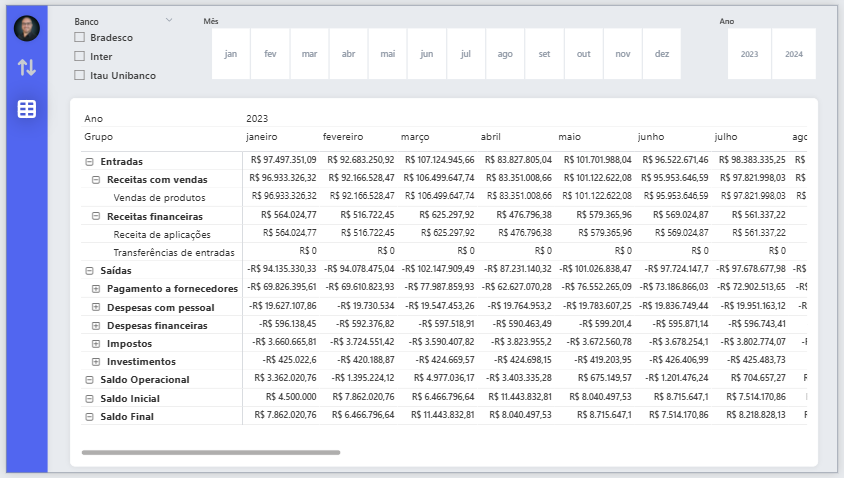 Banco
Mês
Ano
Bradesco
Inter
Itau Unibanco
jan fev mar abr mai jun jul ago set out nov dez
2023 2024
Ano 2023
Grupo janeiro fevereiro março abril maio junho julho ago
Entradas R$ 97.497.351,09 R$ 92.683.250,92 R$ 107.124.945,66 R$ 83.827.805,04 R$ 101.701.988,04 R$ 96.522.671,46 R$ 98.383.335,25 R$
Receitas com vendas R$ 96.933.326,32 R$ 92.166.528,47 R$ 106.499.647,74 R$ 83.351.008,66 R$ 101.122.622,08 R$ 95.953.646,59 R$ 97.821.998,03 R$
Vendas de produtos R$ 96.933.326,32 R$ 92.166.528,47 R$ 106.499.647,74 R$ 83.351.008,66 R$ 101.122.622,08 R$ 95.953.646,59 R$ 97.821.998,03 R$
Receitas financeiras R$ 564.024,77 R$ 516.722,45 R$ 625.297,92 R$ 476.796,38 R$ 579.365,96 R$ 569.024,87 R$ 561.337,22
Receita de aplicações R$ 564.024,77 R$ 516.722,45 R$ 625.297,92 R$ 476.796,38 R$ 579.365,96 R$ 569.024,87 R$ 561.337,22
Transferências de entradas R$ 0 R$ 0 R$ 0 R$ 0 R$ 0 R$ 0 R$ 0
Saídas -R$ 94.135.330,33 -R$ 94.078.475,04 -R$ 102.147.909,49 -R$ 87.231.140,32 -R$ 101.026.838,47 -R$ 97.724.147,7 -R$ 97.678.677,98 -R$
Pagamento a fornecedores -R$ 69.826.395,61 -R$ 69.610.823,93 -R$ 77.987.859,93 -R$ 62.627.070,28 -R$ 76.552.265,09 -R$ 73.186.866,03 -R$ 72.902.513,65 -R$
Despesas com pessoal -R$ 19.627.107,86 -R$ 19.730.534 -R$ 19.547.453,26 -R$ 19.764.953,2 -R$ 19.783.607,25 -R$ 19.836.749,44 -R$ 19.951.163,12 -R
Despesas financeiras -R$ 596.138,45 -R$ 592.376,82 -R$ 597.518,91 -R$ 590.463,49 -R$ 599.201,4 -R$ 595.871,14 -R$ 596.743,41
Impostos -R$ 3.660.665,81 -R$ 3.724.551,42 -R$ 3.590.407,82 -R$ 3.823.955,2 -R$ 3.672.560,78 -R$ 3.678.254,1 -R$ 3.802.774,07
Investimentos -R$ 425.022,6 -R$ 420.188,87 -R$ 424.669,57 -R$ 424.698,15 -R$ 419.203,95 -R$ 426.406,99 -R$ 425.483,73
Saldo Operacional R$ 3.362.020,76 -R$ 1.395.224,12 R$ 4.977.036,17 -R$ 3.403.335,28 R$ 675.149,57 -R$ 1.201.476,24 R$ 704.657,27
Saldo Inicial R$ 4.500.000 R$ 7.862.020,76 R$ 6.466.796,64 R$ 11.443.832,81 R$ 8.040.497,53 R$ 8.715.647,1 R$ 7.514.170,86
Saldo Final R$ 7.862.020,76 R$ 6.466.796,64 R$ 11.443.832,81 R$ 8.040.497,53 R$ 8.715.647,1 R$ 7.514.170,86 R$ 8.218.828,13